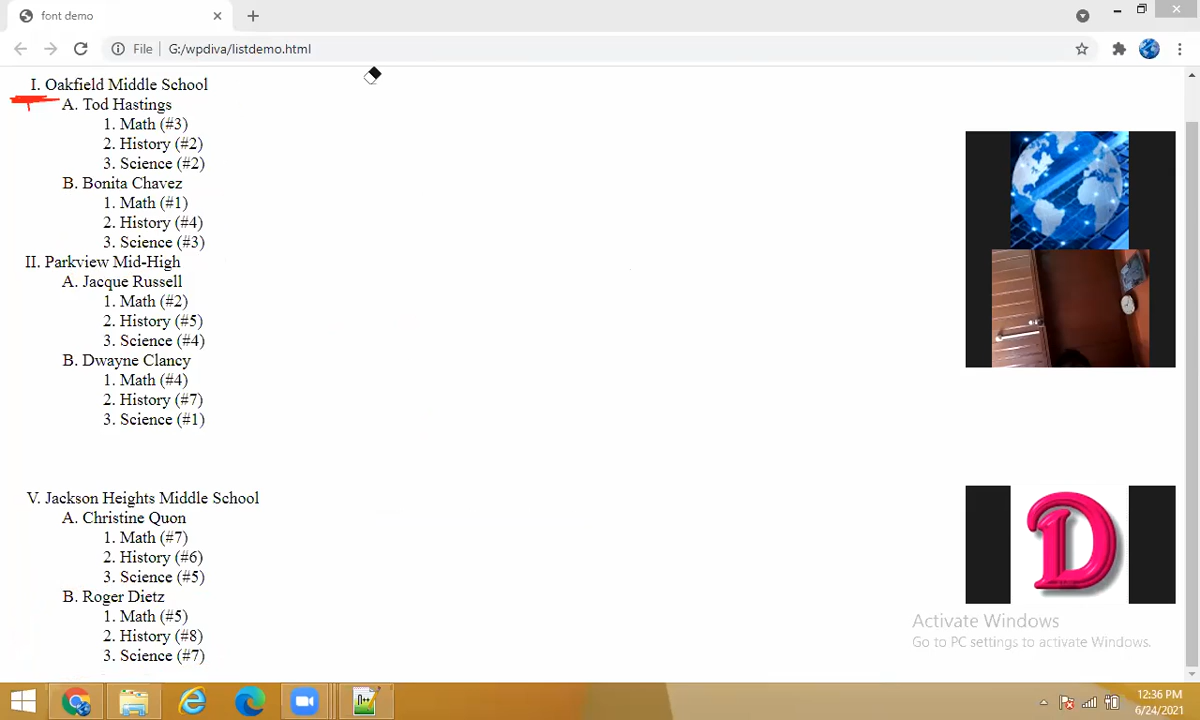 font demo
File
G:/wpdiva/listdemo.html
I. Oakfield Middle School
A. Tod Hastings
1. Math (#3)
2. History (#2)
3. Science (#2)
B. Bonita Chavez
1. Math (#1)
2. History (#4)
3. Science (#3)
II. Parkview Mid-High
A. Jacque Russell
1. Math (#2)
2. History (#5)
3. Science (#4)
B. Dwayne Clancy
1. Math (#4)
2. History (#7)
3. Science (#1)
V. Jackson Heights Middle School
A. Christine Quon
1. Math (#7)
2. History (#6)
3. Science (#5)
B. Roger Dietz
1. Math (#5)
2. History (#8)
3. Science (#7)
D
Activate Windows
Go to PC settings to activate Windows.
12:36 PM
6/24/2021